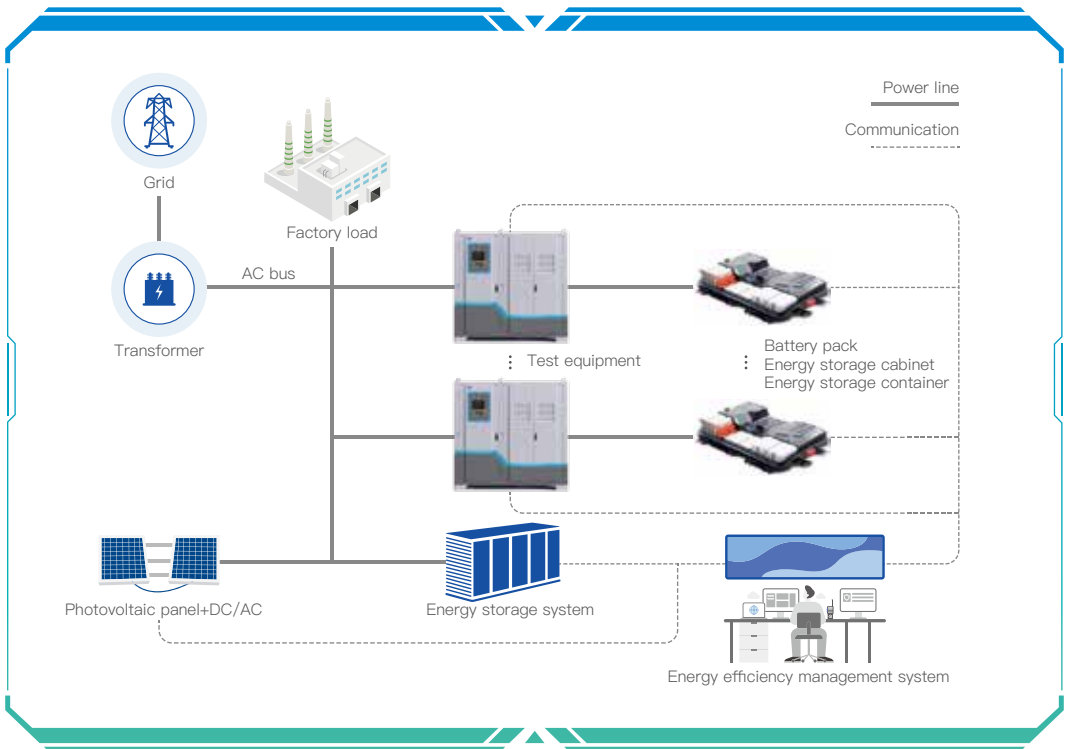 Power line
Communication
Grid
Factory load
AC bus
Transformer
Test equipment
Battery pack
Energy storage cabinet
Energy storage container
Photovoltaic panel+DC/AC
Energy storage system
Energy efficiency management system